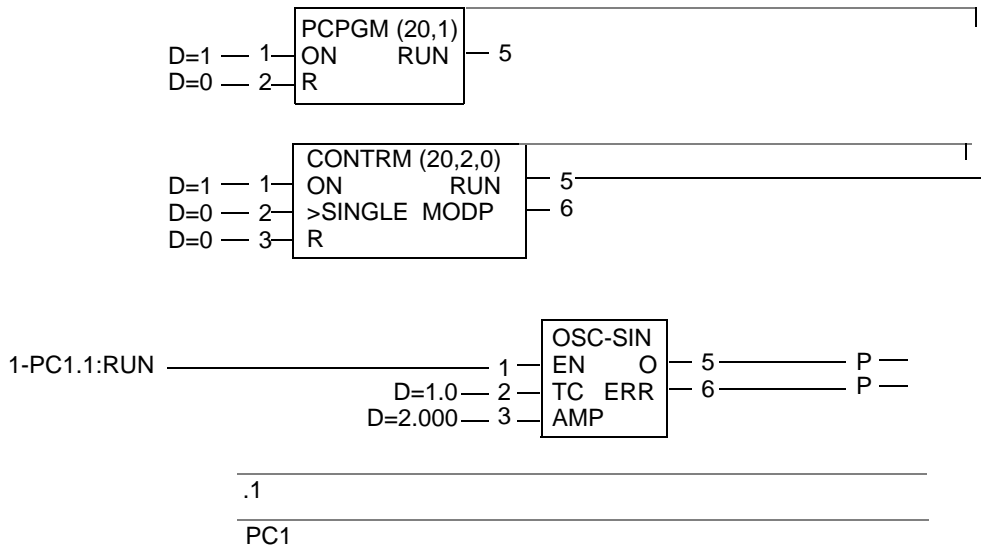 PCPGM (20,1)
D=1 1 ON RUN 5
D=0 2 R
CONTRM (20,2,0)
D=1 1 ON RUN 5
D=0 2 >SINGLE MODP 6
D=0 3 R
OSC-SIN
1-PC1.1:RUN 1 EN O 5 P
D=1.0 2 TC ERR 6 P
D=2.000 3 AMP
.1
PC1